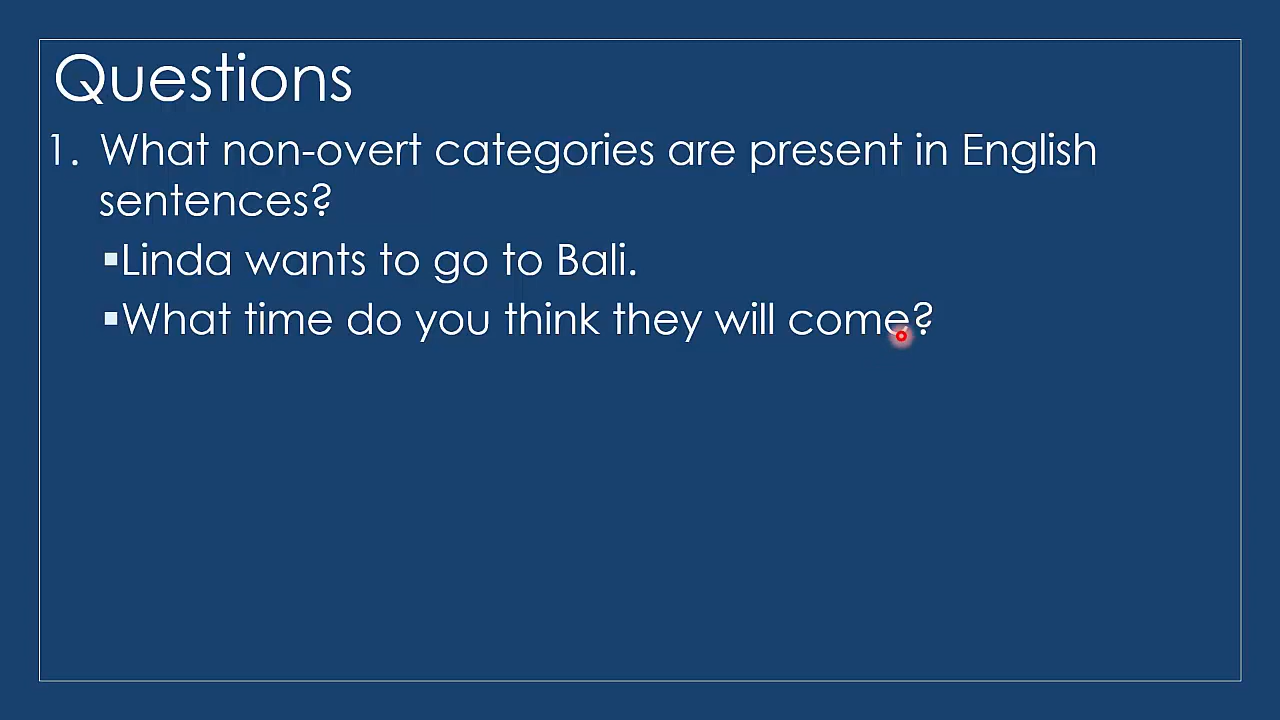 Questions
1. What non-overt categories are present in English
sentences?
▪Linda wants to go to Bali.
▪What time do you think they will come?